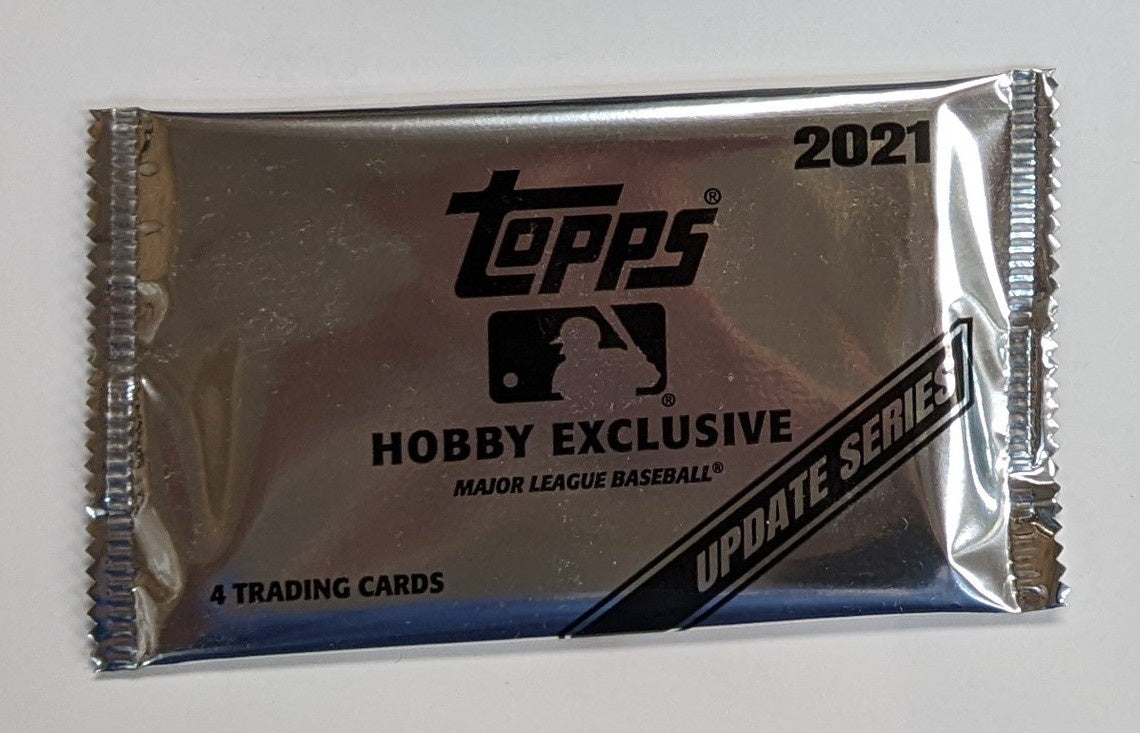 2021
Topps®
®
HOBBY EXCLUSIVE
MAJOR LEAGUE BASEBALL®
UPDATE SERIES
4 TRADING CARDS